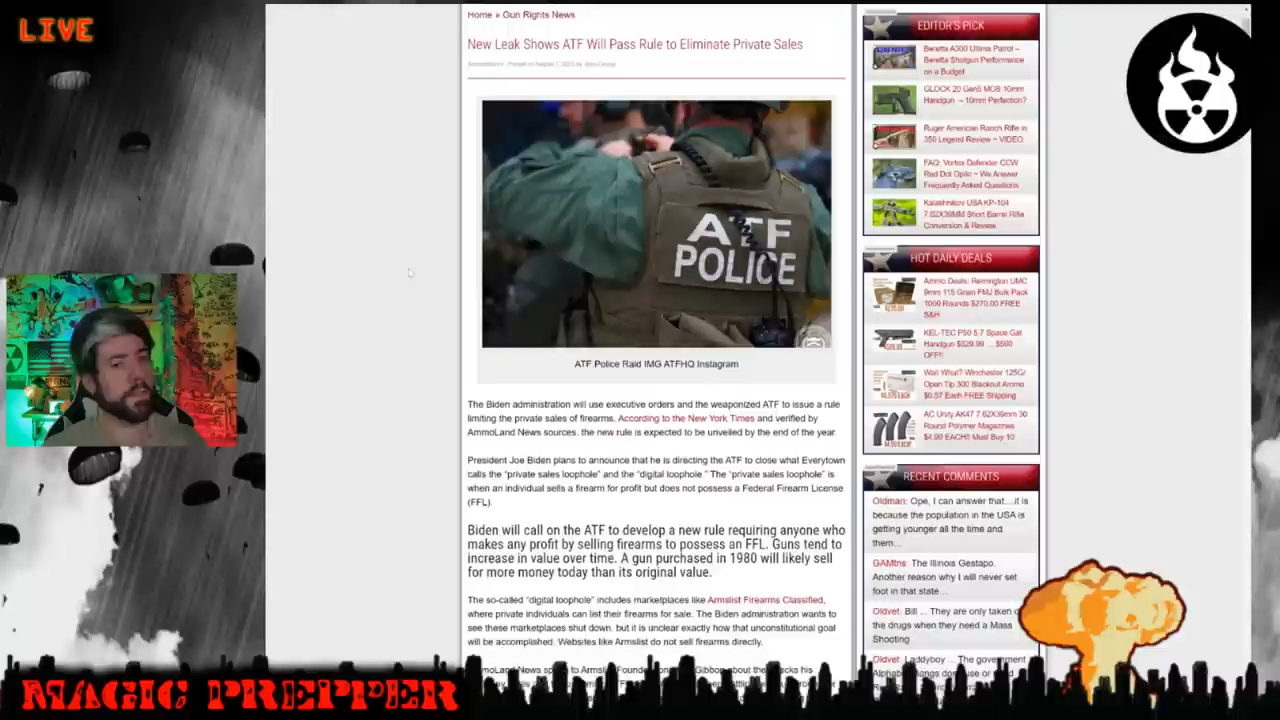 LIVE
Home » Gun Rights News
New Leak Shows ATF Will Pass Rule to Eliminate Private Sales
ATF
POLICE
ATF Police Raid IMG ATFHQ Instagram
The Biden administration will use executive orders and the weaponized ATF to issue a rule
limiting the private sales of firearms. According to the New York Times and verified by
AmmoLand News sources, the new rule is expected to be unveiled by the end of the year.
President Joe Biden plans to announce that he is directing the ATF to close what Everytown
calls the “private sales loophole” and the “digital loophole.” The “private sales loophole” is
when an individual sells a firearm for profit but does not possess a Federal Firearm License
(FFL).
Biden will call on the ATF to develop a new rule requiring anyone who
makes any profit by selling firearms to possess an FFL. Guns tend to
increase in value over time. A gun purchased in 1980 will likely sell
for more money today than its original value.
The so-called “digital loophole” includes marketplaces like Armslist Firearms Classified,
where private individuals can list their firearms for sale. The Biden administration wants to
see these marketplaces shut down, but it is unclear exactly how that unconstitutional goal
will be accomplished. Websites like Armslist do not sell firearms directly.
EDITOR'S PICK
Beretta A300 Ultima Patrol –
Beretta Shotgun Performance
on a Budget
GLOCK 20 Gen5 MOS 10mm
Handgun ~ 10mm Perfection?
Ruger American Ranch Rifle in
350 Legend Review ~ VIDEO
FAQ: Vortex Defender CCW
Red Dot Optic ~ We Answer
Frequently Asked Questions
Kalashnikov USA KP-104
7.62X39MM Short Barrel Rifle
Conversion & Review
HOT DAILY DEALS
Ammo Deals: Remington UMC
9mm 115 Grain FMJ Bulk Pack
1000 Rounds $270.00 FREE
S&H
KEL-TEC P50 5.7 Space Gat
Handgun $529.99 ....$500
OFF!!
Wait What? Winchester 125Gr
Open Tip 300 Blackout Ammo
$0.57 Each FREE Shipping
AC Unity AK47 7.62X39mm 30
Round Polymer Magazines
$4.99 EACH!! Must Buy 10
RECENT COMMENTS
Oldman: Ope, I can answer that....it is
because the population in the USA is
getting younger all the time and
them...
GAMtns: The Illinois Gestapo.
Another reason why I will never set
foot in that state...
Oldvet: Bill ... They are only taken
the drugs when they need a Mass
Shooting
Oldvet: Laddyboy ... The government
MAGIC PREPPER